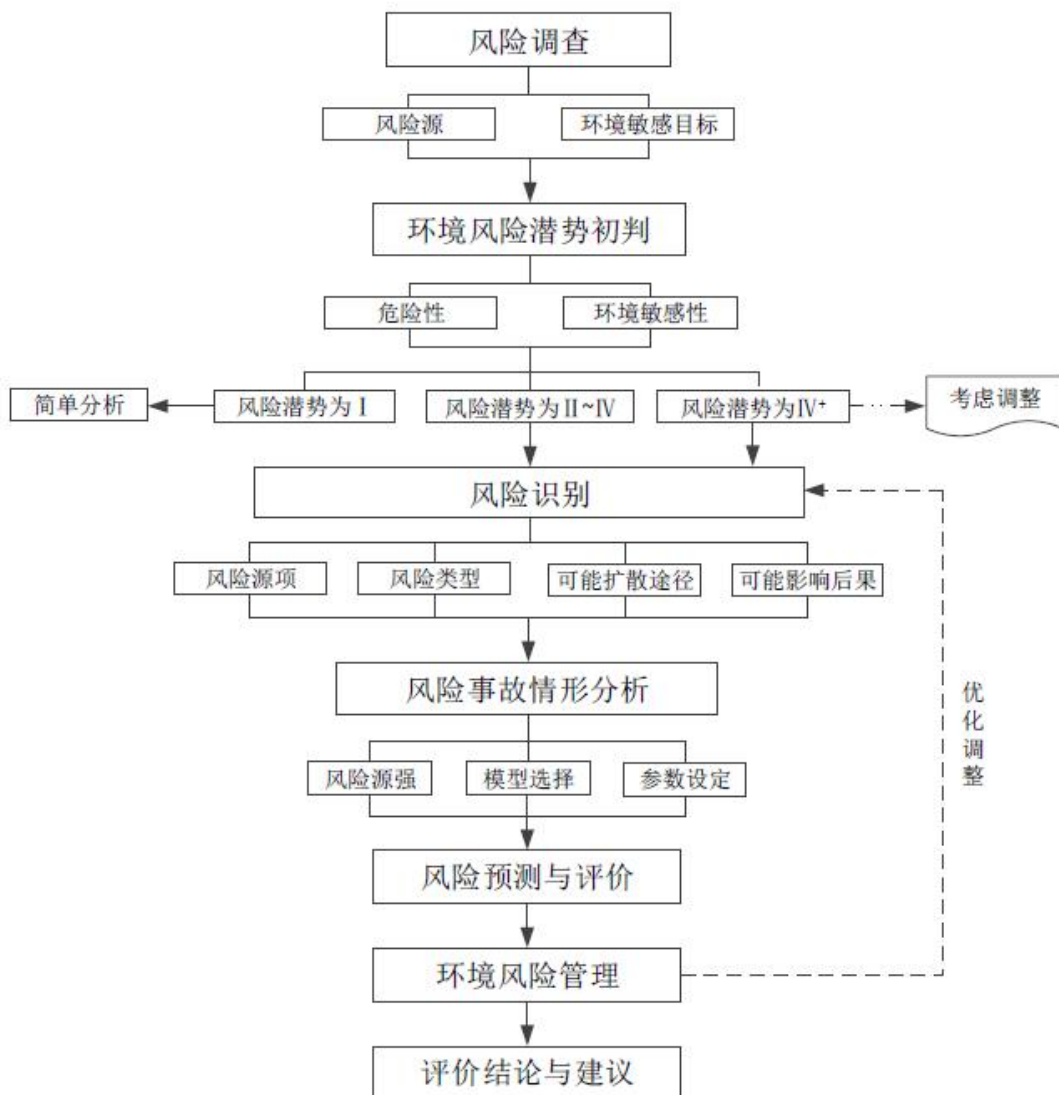 风险调查
风险源
环境敏感目标
环境风险潜势初判
危险性
环境敏感性
简单分析
风险潜势为Ⅰ
风险潜势为Ⅱ~Ⅳ
风险潜势为Ⅳ⁺
考虑调整
风险识别
风险源项
风险类型
可能扩散途径
可能影响后果
风险事故情形分析
优化调整
风险源强
模型选择
参数设定
风险预测与评价
环境风险管理
评价结论与建议